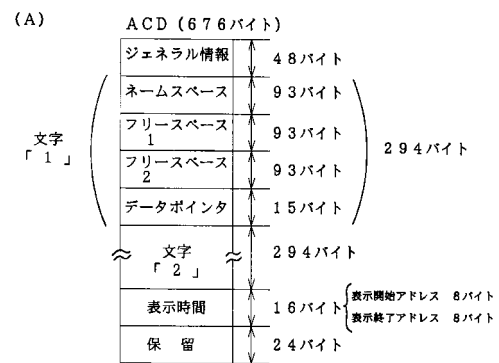 (A)
ACD(676バイト)
ジェネラル情報 48バイト
ネームスペース 93バイト
フリースペース 1 93バイト
フリースペース 2 93バイト
データポインタ 15バイト
文字「1」
294バイト
文字「2」 294バイト
表示時間 16バイト
表示開始アドレス 8バイト
表示終了アドレス 8バイト
保留 24バイト